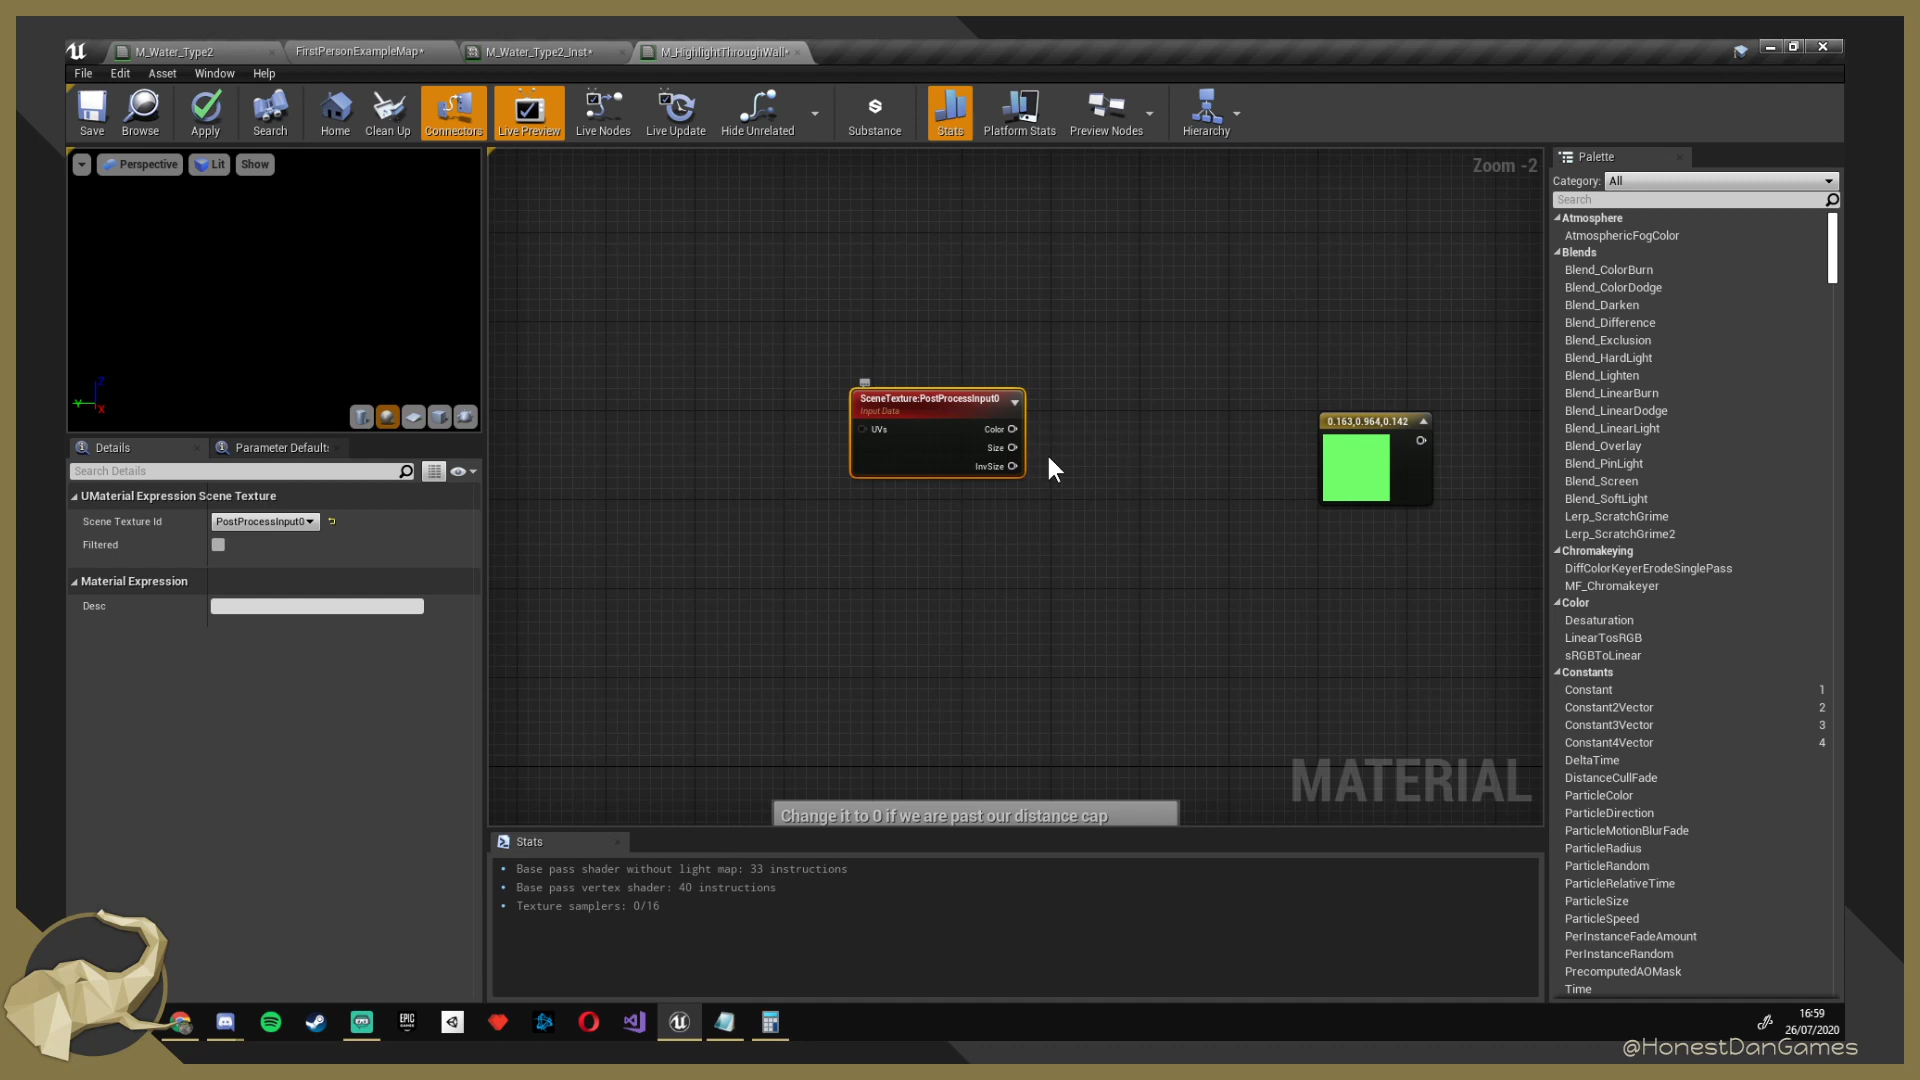 M_Water_Type2
FirstPersonExampleMap*
M_Water_Type2_Inst*
M_HighlightThroughWall*
File Edit Asset Window Help
Save Browse Apply Search Home Clean Up Connectors Live Preview Live Nodes Live Update Hide Unrelated Substance Stats Platform Stats Preview Nodes Hierarchy
Perspective Lit Show
Zoom -2
Palette
Category: All
Search
Atmosphere
AtmosphericFogColor
Blends
Blend_ColorBurn
Blend_ColorDodge
Blend_Darken
Blend_Difference
Blend_Exclusion
Blend_HardLight
Blend_Lighten
Blend_LinearBurn
Blend_LinearDodge
Blend_LinearLight
Blend_Overlay
Blend_PinLight
Blend_Screen
Blend_SoftLight
Lerp_ScratchGrime
Lerp_ScratchGrime2
Chromakeying
DiffColorKeyerErodeSinglePass
MF_Chromakeyer
Color
Desaturation
LinearTosRGB
sRGBToLinear
Constants
Constant 1
Constant2Vector 2
Constant3Vector 3
Constant4Vector 4
DeltaTime
DistanceCullFade
ParticleColor
ParticleDirection
ParticleMotionBlurFade
ParticleRadius
ParticleRandom
ParticleRelativeTime
ParticleSize
ParticleSpeed
PerInstanceFadeAmount
PerInstanceRandom
PrecomputedAOMask
Time
Z
Y
X
SceneTexture:PostProcessInput0
Input Data
UVs Color
Size
InvSize
0.163,0.964,0.142
MATERIAL
Change it to 0 if we are past our distance cap
Details Parameter Default
Search Details
UMaterial Expression Scene Texture
Scene Texture Id PostProcessInput0
Filtered
Material Expression
Desc
Stats
• Base pass shader without light map: 33 instructions
• Base pass vertex shader: 40 instructions
• Texture samplers: 0/16
EPIC
GAMES
16:59
26/07/2020
@HonestDanGames